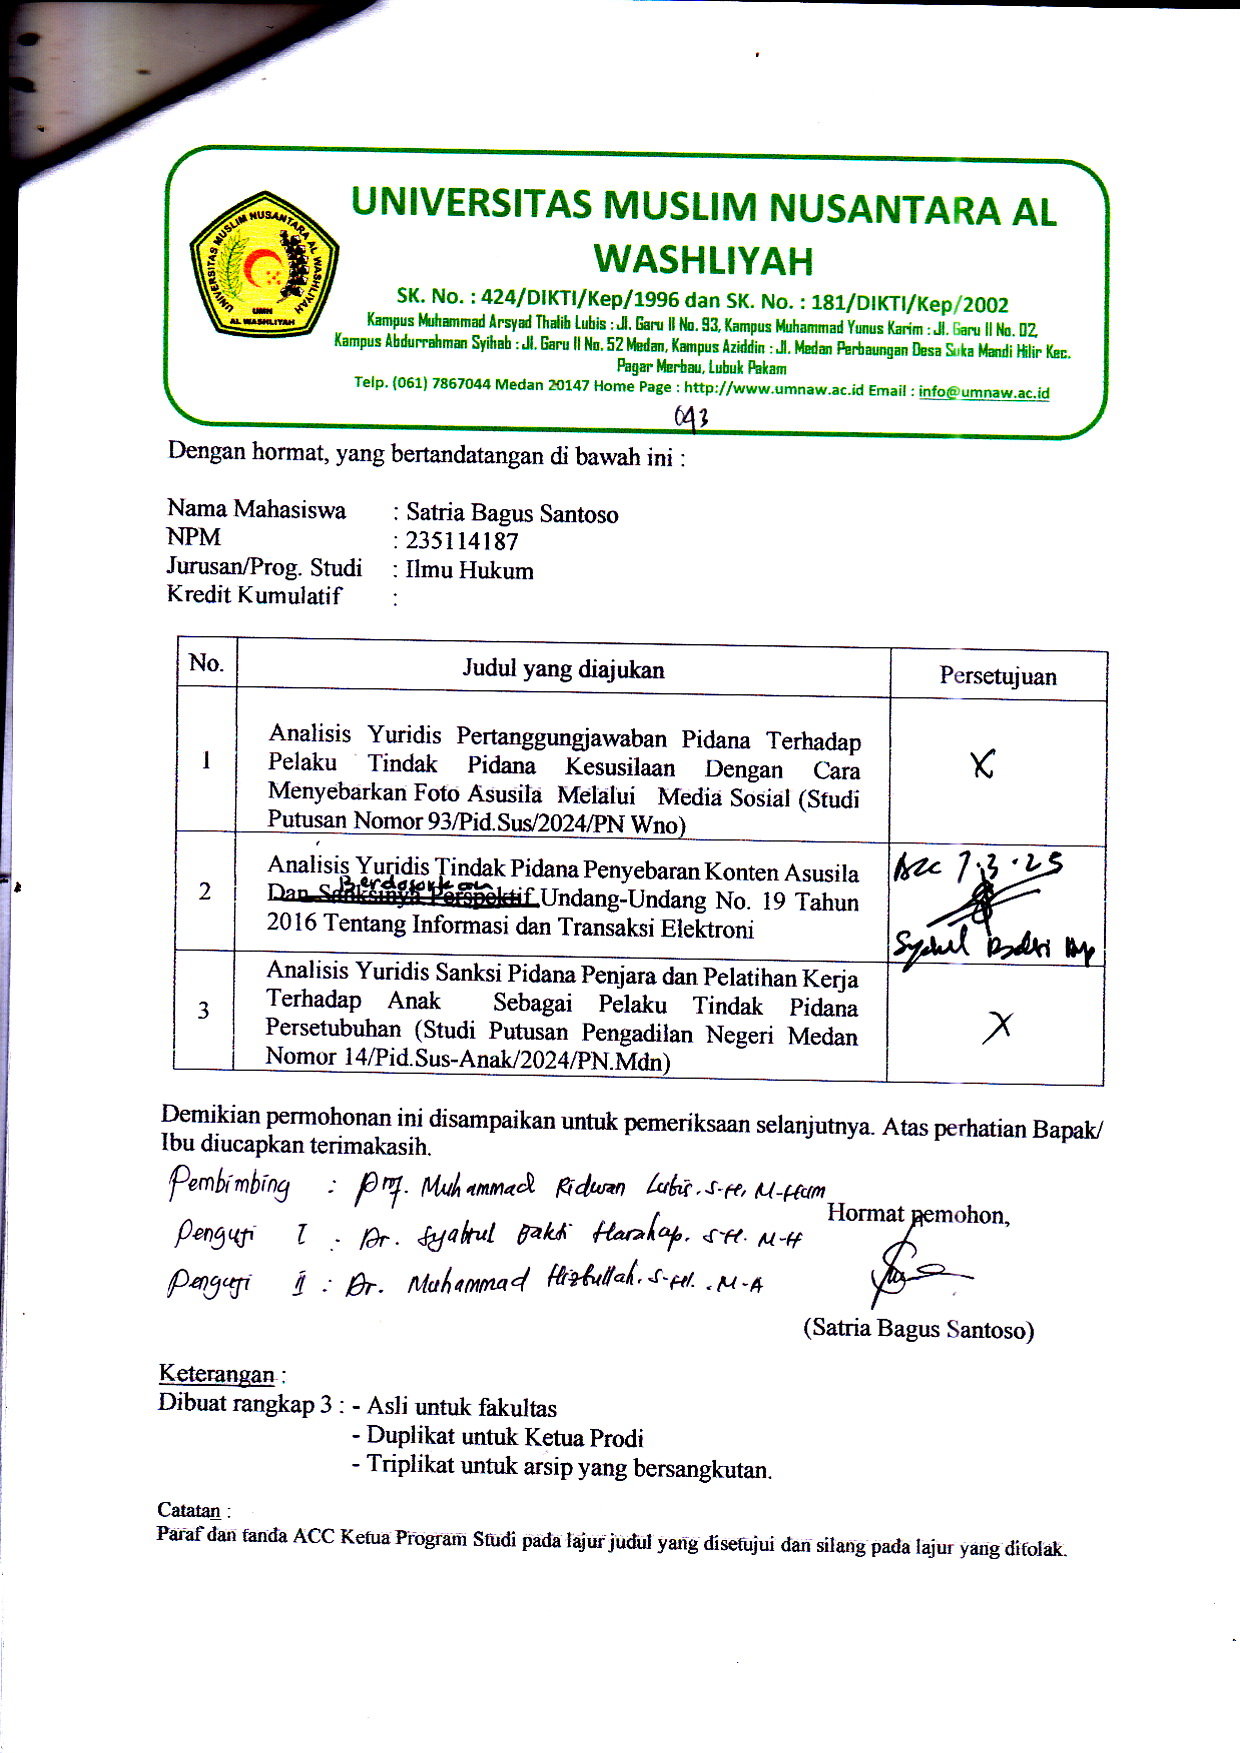 UNIVERSITAS MUSLIM NUSANTARA AL
WASHLIYAH
SK. No. : 424/DIKTI/Kep/1996 dan SK. No. : 181/DIKTI/Kep/2002
Kampus Muhammad Arsyad Thalib Lubis : Jl. Garu II No. 93, Kampus Muhammad Yunus Karim : Jl. Garu II No. 02,
Kampus Abdurrahman Syihab : Jl. Garu II No. 52 Medan, Kampus Aziddin : Jl. Medan Perbaungan Desa Suka Mandi Hilir Kec.
Pagar Merbau, Lubuk Pakam
Telp. (061) 7867044 Medan 20147 Home Page : http://www.umnaw.ac.id Email : info@umnaw.ac.id
UNIVERSITAS MUSLIM NUSANTARA AL WASHLIYAH
UMN
AL WASHLIYAH
093
Dengan hormat, yang bertandatangan di bawah ini :
Nama Mahasiswa : Satria Bagus Santoso
NPM : 235114187
Jurusan/Prog. Studi : Ilmu Hukum
Kredit Kumulatif :
No. Judul yang diajukan Persetujuan
1 Analisis Yuridis Pertanggungjawaban Pidana Terhadap
Pelaku Tindak Pidana Kesusilaan Dengan Cara
Menyebarkan Foto Asusila Melalui Media Sosial (Studi
Putusan Nomor 93/Pid.Sus/2024/PN Wno)
X
2 Analisis Yuridis Tindak Pidana Penyebaran Konten Asusila
Berdasarkan
Dan Sanksinya Perspektif Undang-Undang No. 19 Tahun
2016 Tentang Informasi dan Transaksi Elektroni
Acc 7.3.25
3 Analisis Yuridis Sanksi Pidana Penjara dan Pelatihan Kerja
Terhadap Anak Sebagai Pelaku Tindak Pidana
Persetubuhan (Studi Putusan Pengadilan Negeri Medan
Nomor 14/Pid.Sus-Anak/2024/PN.Mdn)
X
Demikian permohonan ini disampaikan untuk pemeriksaan selanjutnya. Atas perhatian Bapak/
Ibu diucapkan terimakasih.
Pembimbing : Drs. Muhammad Ridwan Lubis. S-H, M-Hum
Hormat pemohon,
Penguji I : Dr. Syahrul Bakti Harahap. S-H. M-H
Penguji II : Dr. Muhammad Hizbullah. S-H. M-A
(Satria Bagus Santoso)
Keterangan :
Dibuat rangkap 3 : - Asli untuk fakultas
- Duplikat untuk Ketua Prodi
- Triplikat untuk arsip yang bersangkutan.
Catatan :
Paraf dan tanda ACC Ketua Program Studi pada lajur judul yang disetujui dan silang pada lajur yang ditolak.